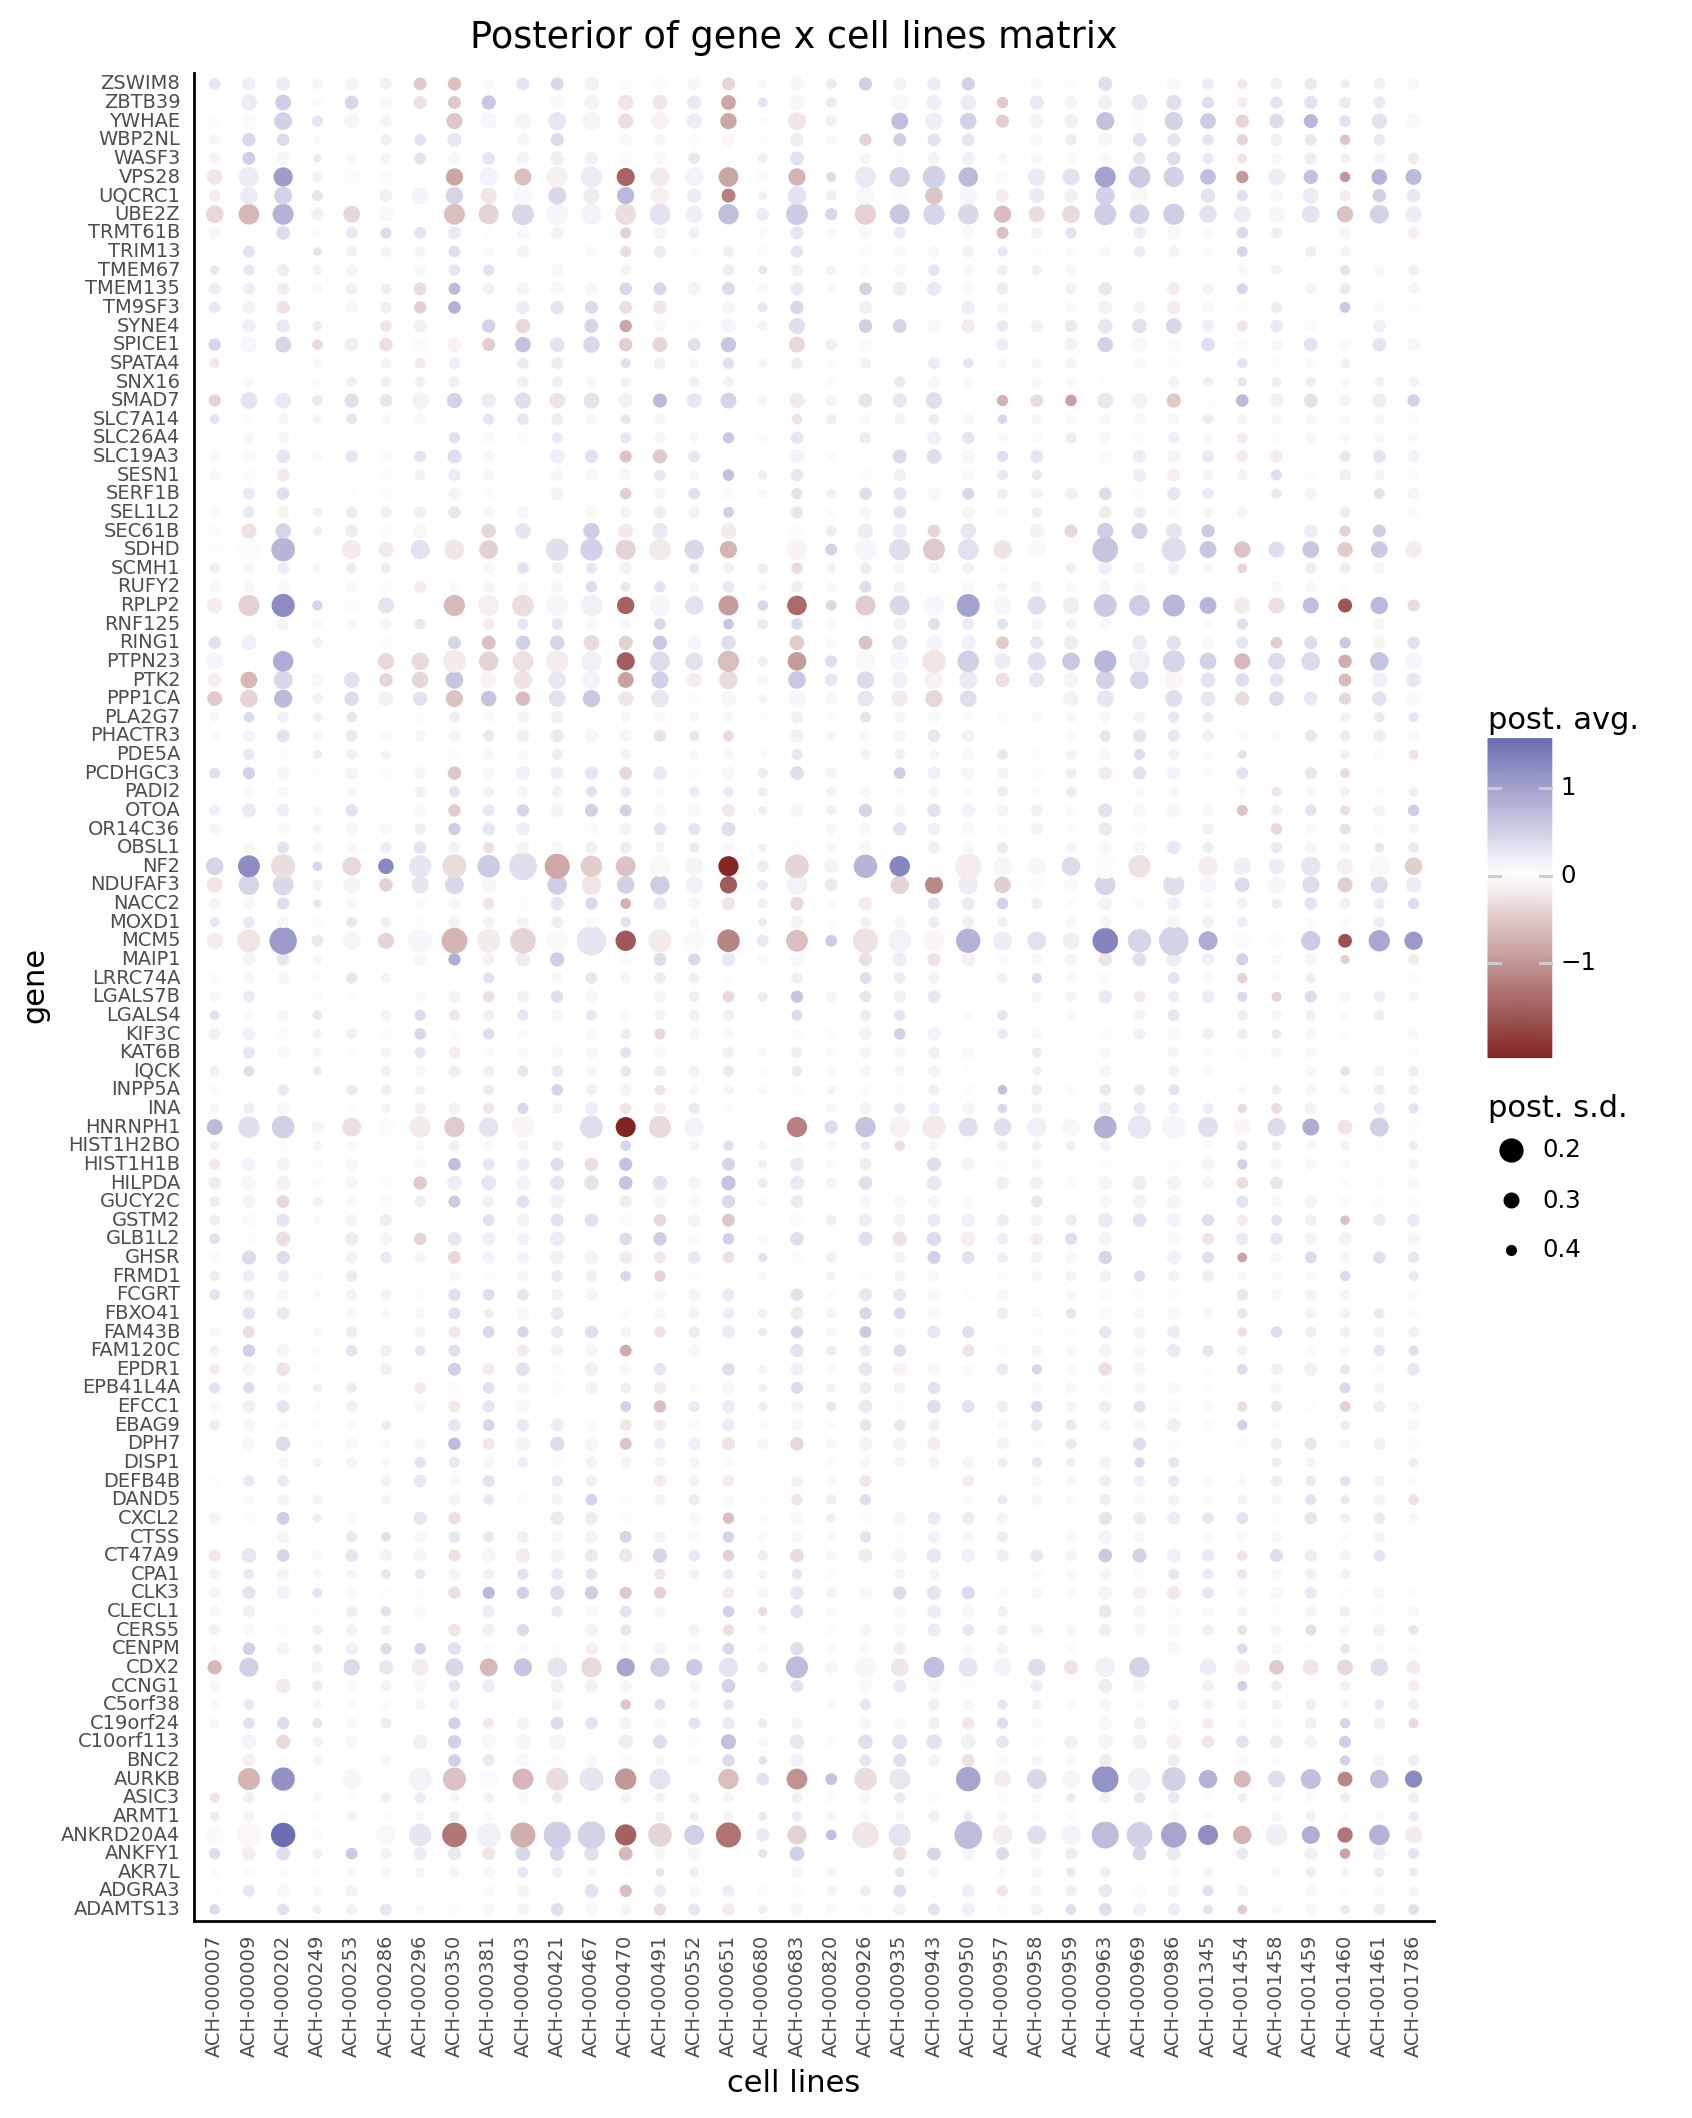 Posterior of gene x cell lines matrix
ZSWIM8
ZBTB39
YWHAE
WBP2NL
WASF3
VPS28
UQCRC1
UBE2Z
TRMT61B
TRIM13
TMEM67
TMEM135
TM9SF3
SYNE4
SPICE1
SPATA4
SNX16
SMAD7
SLC7A14
SLC26A4
SLC19A3
SESN1
SERF1B
SEL1L2
SEC61B
SDHD
SCMH1
RUFY2
RPLP2
RNF125
RING1
PTPN23
PTK2
PPP1CA
PLA2G7
PHACTR3
PDE5A
PCDHGC3
PADI2
OTOA
OR14C36
OBSL1
NF2
NDUFAF3
NACC2
MOXD1
MCM5
MAIP1
LRRC74A
LGALS7B
LGALS4
KIF3C
KAT6B
IQCK
INPP5A
INA
HNRNPH1
HIST1H2BO
HIST1H1B
HILPDA
GUCY2C
GSTM2
GLB1L2
GHSR
FRMD1
FCGRT
FBXO41
FAM43B
FAM120C
EPDR1
EPB41L4A
EFCC1
EBAG9
DPH7
DISP1
DEFB4B
DAND5
CXCL2
CTSS
CT47A9
CPA1
CLK3
CLECL1
CERS5
CENPM
CDX2
CCNG1
C5orf38
C19orf24
C10orf113
BNC2
AURKB
ASIC3
ARMT1
ANKRD20A4
ANKFY1
AKR7L
ADGRA3
ADAMTS13
gene
ACH-000007
ACH-000009
ACH-000202
ACH-000249
ACH-000253
ACH-000286
ACH-000296
ACH-000350
ACH-000381
ACH-000403
ACH-000421
ACH-000467
ACH-000470
ACH-000491
ACH-000552
ACH-000651
ACH-000680
ACH-000683
ACH-000820
ACH-000926
ACH-000935
ACH-000943
ACH-000950
ACH-000957
ACH-000958
ACH-000959
ACH-000963
ACH-000969
ACH-000986
ACH-001345
ACH-001454
ACH-001458
ACH-001459
ACH-001460
ACH-001461
ACH-001786
cell lines
post. avg.
1
0
−1
post. s.d.
0.2
0.3
0.4